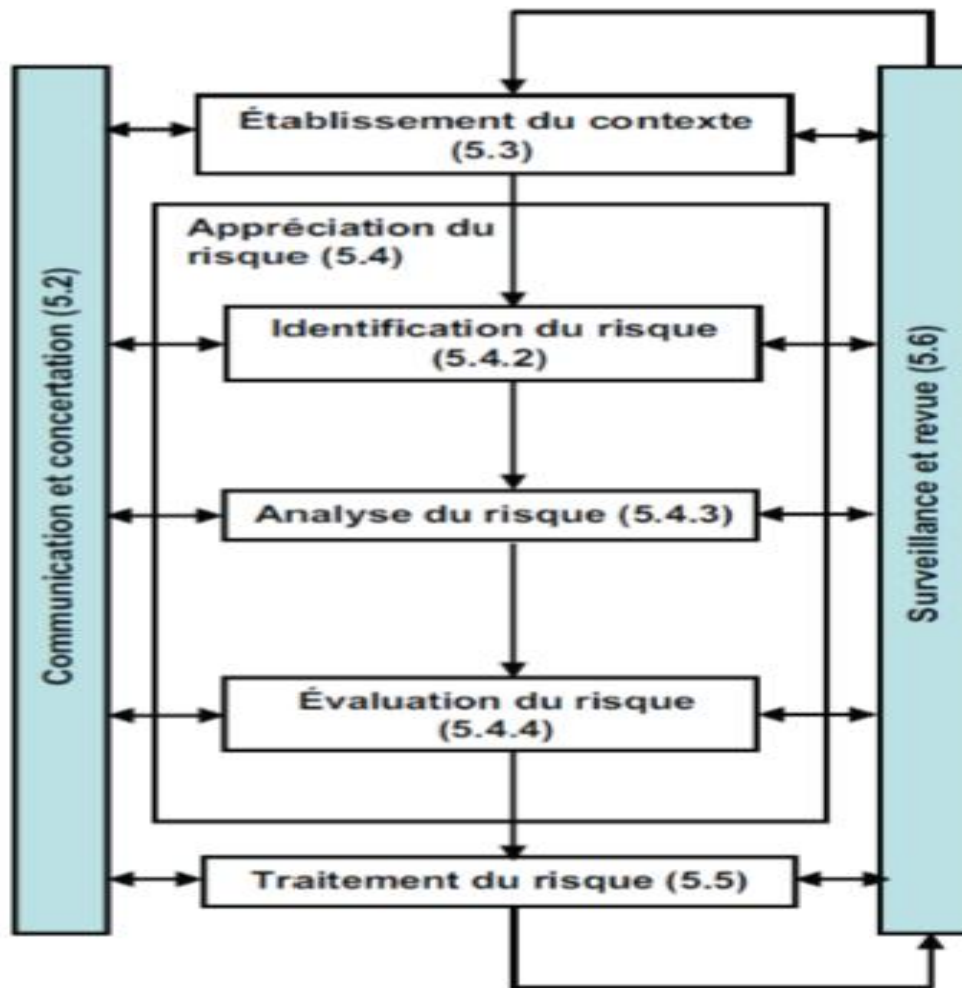 Établissement du contexte
(5.3)
Appréciation du
risque (5.4)
Identification du risque
(5.4.2)
Analyse du risque (5.4.3)
Évaluation du risque
(5.4.4)
Traitement du risque (5.5)
Communication et concertation (5.2)
Surveillance et revue (5.6)